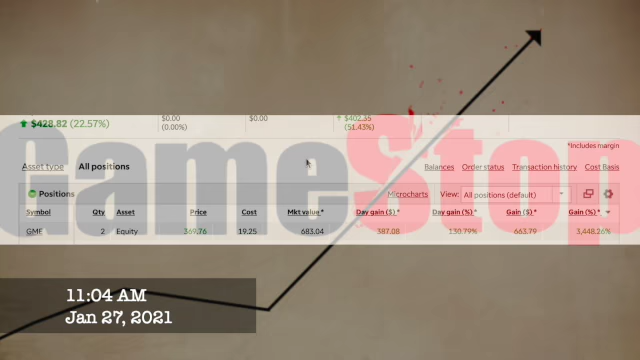 $428.82 (22.57%) $0.00 (0.00%) $0.00 $402.35 (51.43%)
GameStop
*Includes margin
Asset type All positions Balances Order status Transaction history Cost Basis
Positions Microcharts View: All positions (default)
Symbol Qty Asset Price Cost Mkt value * Day gain ($) * Day gain (%) * Gain ($) * Gain (%) *
GME 2 Equity 369.76 19.25 683.04 387.08 130.79% 663.79 3,448.26%
11:04 AM
Jan 27, 2021